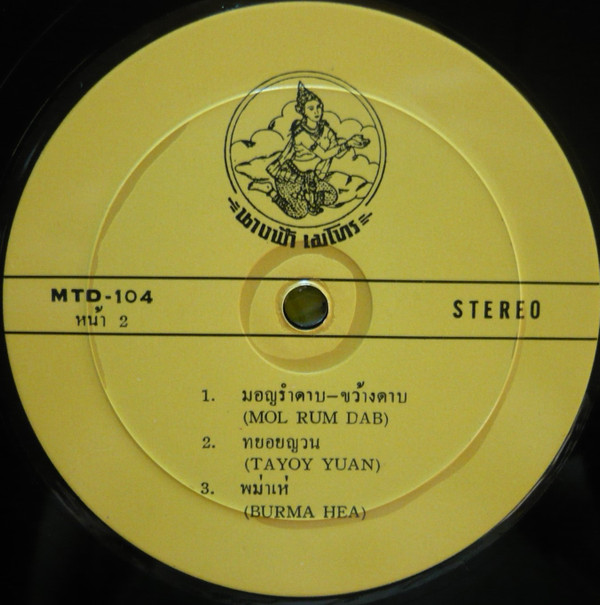 นางฟ้า เมโทร
MTD-104
STEREO
หน้า 2
1. มอญรำดาบ-ขว้างดาบ
(MOL RUM DAB)
2. ทยอยญวน
(TAYOY YUAN)
3. พม่าเห่
(BURMA HEA)